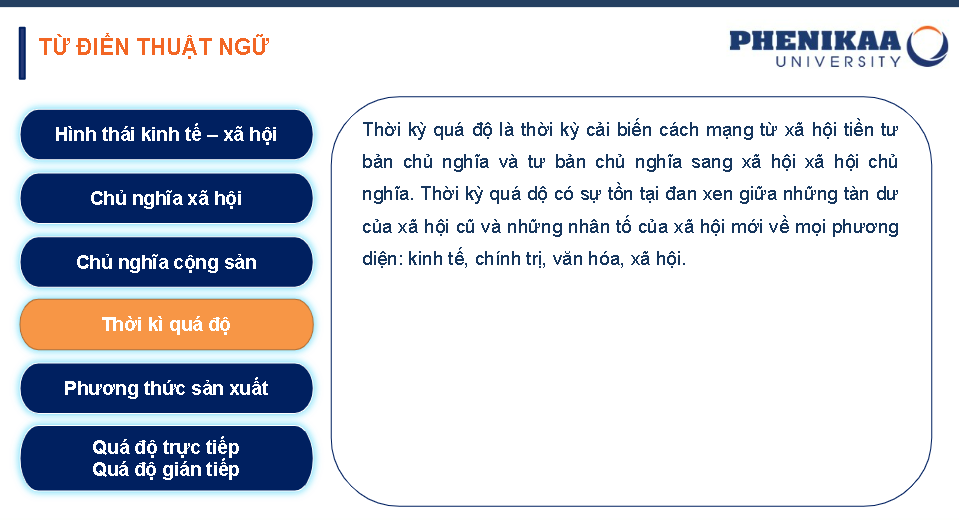 TỪ ĐIỂN THUẬT NGỮ
PHENIKAA
UNIVERSITY
Hình thái kinh tế – xã hội
Chủ nghĩa xã hội
Chủ nghĩa cộng sản
Thời kì quá độ
Phương thức sản xuất
Quá độ trực tiếp
Quá độ gián tiếp
Thời kỳ quá độ là thời kỳ cải biến cách mạng từ xã hội tiền tư
bản chủ nghĩa và tư bản chủ nghĩa sang xã hội xã hội chủ
nghĩa. Thời kỳ quá dộ có sự tồn tại đan xen giữa những tàn dư
của xã hội cũ và những nhân tố của xã hội mới về mọi phương
diện: kinh tế, chính trị, văn hóa, xã hội.